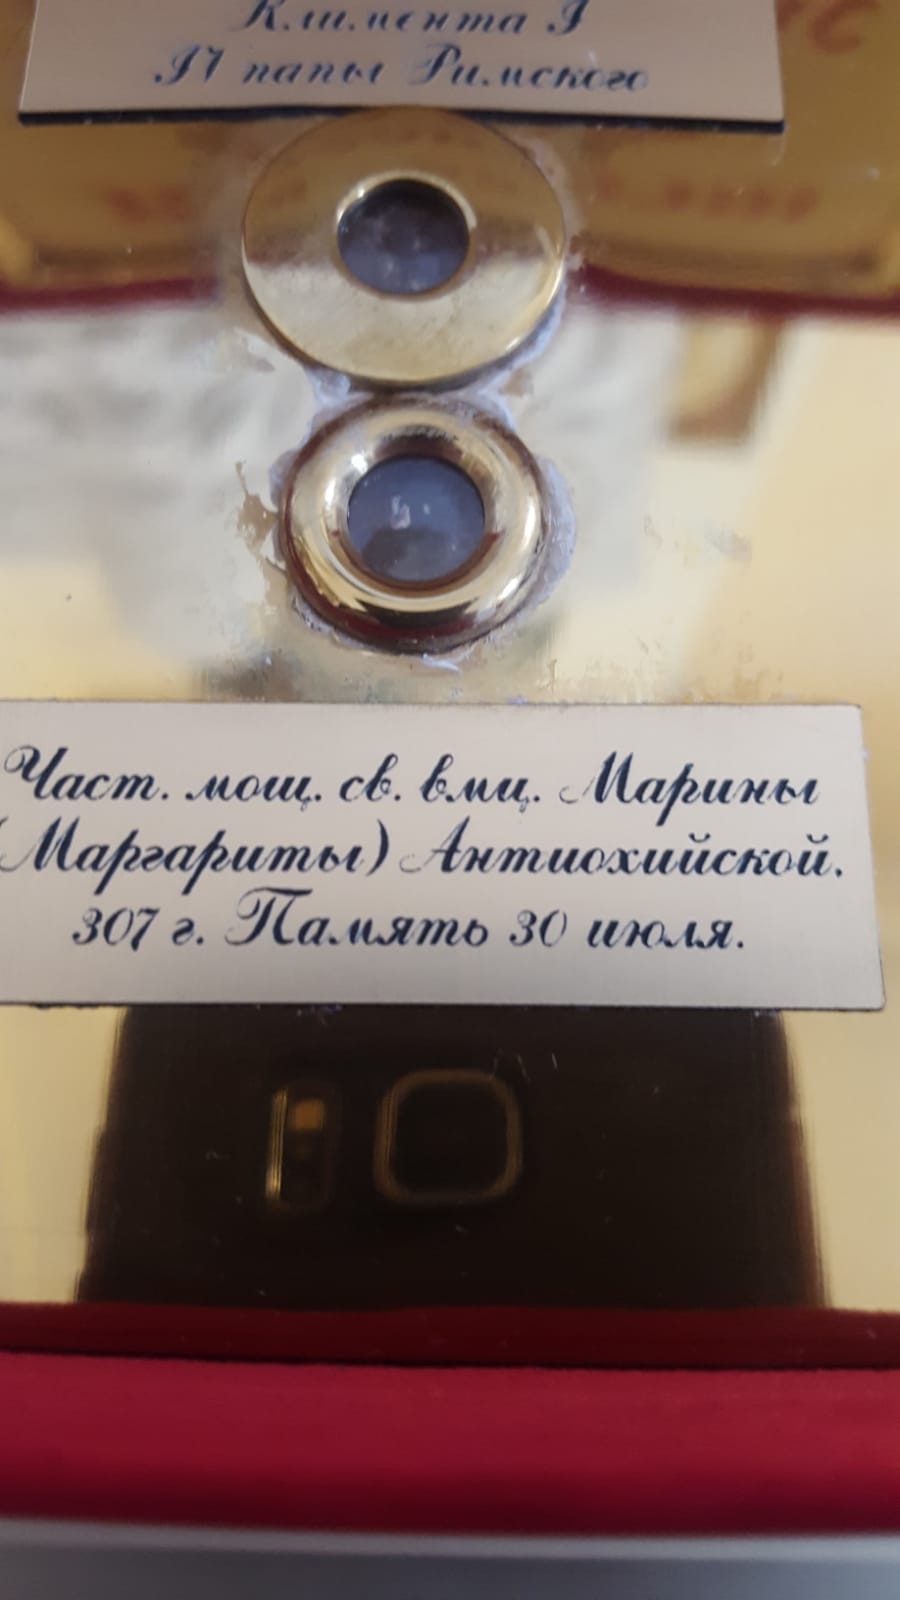 Климента I
IV папы Римского
Част. мощ. св. вмц. Марины
(Маргариты) Антиохийской.
307 г. Память 30 июля.